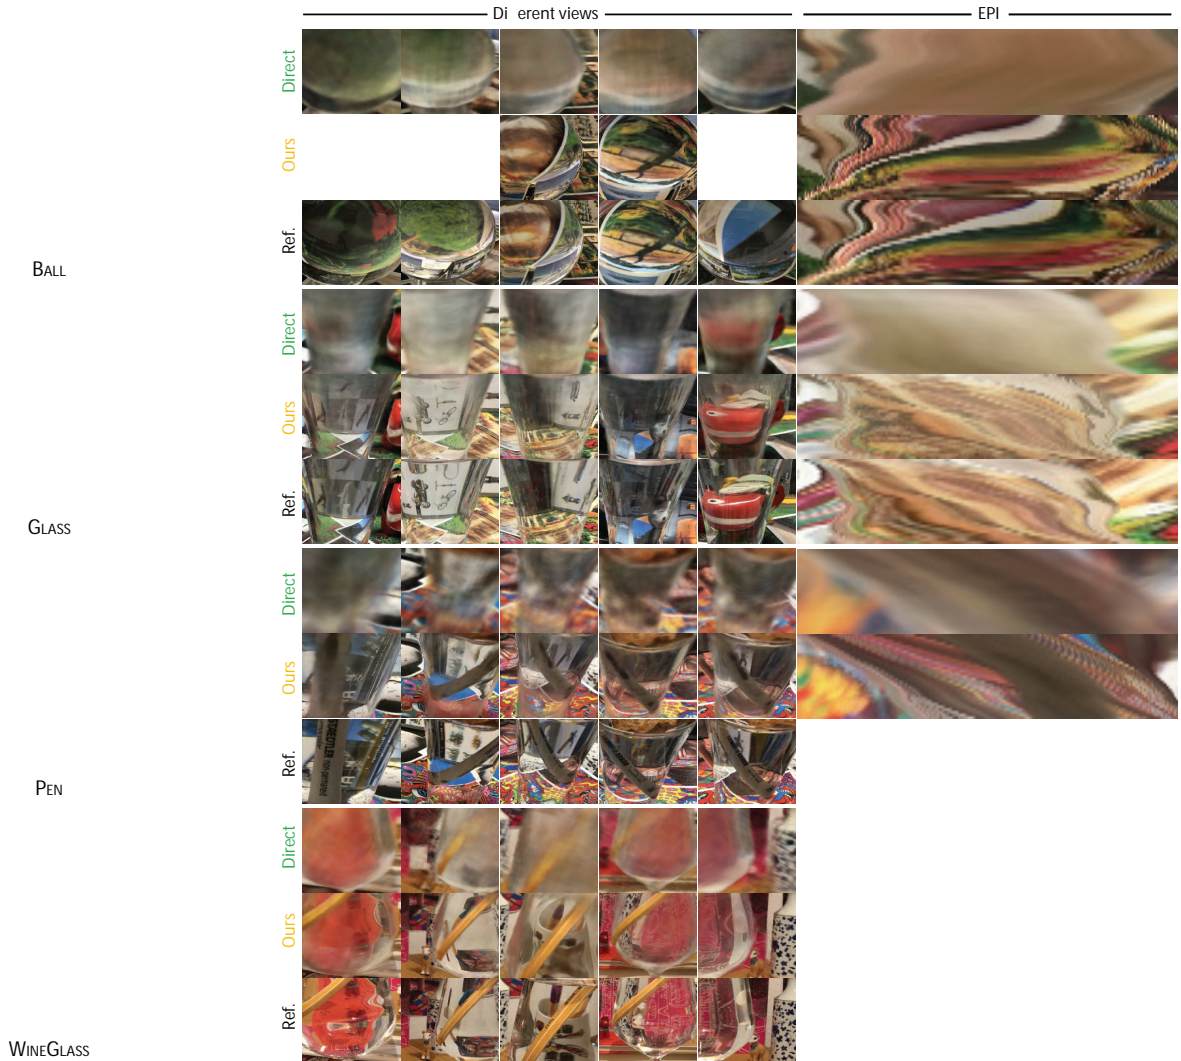 Di erent views
EPI
Direct
Ours
Ref.
BALL
Direct
Ours
Ref.
GLASS
Direct
Ours
Ref.
STAEDTLER
PEN
Direct
Ours
Ref.
WINEGLASS